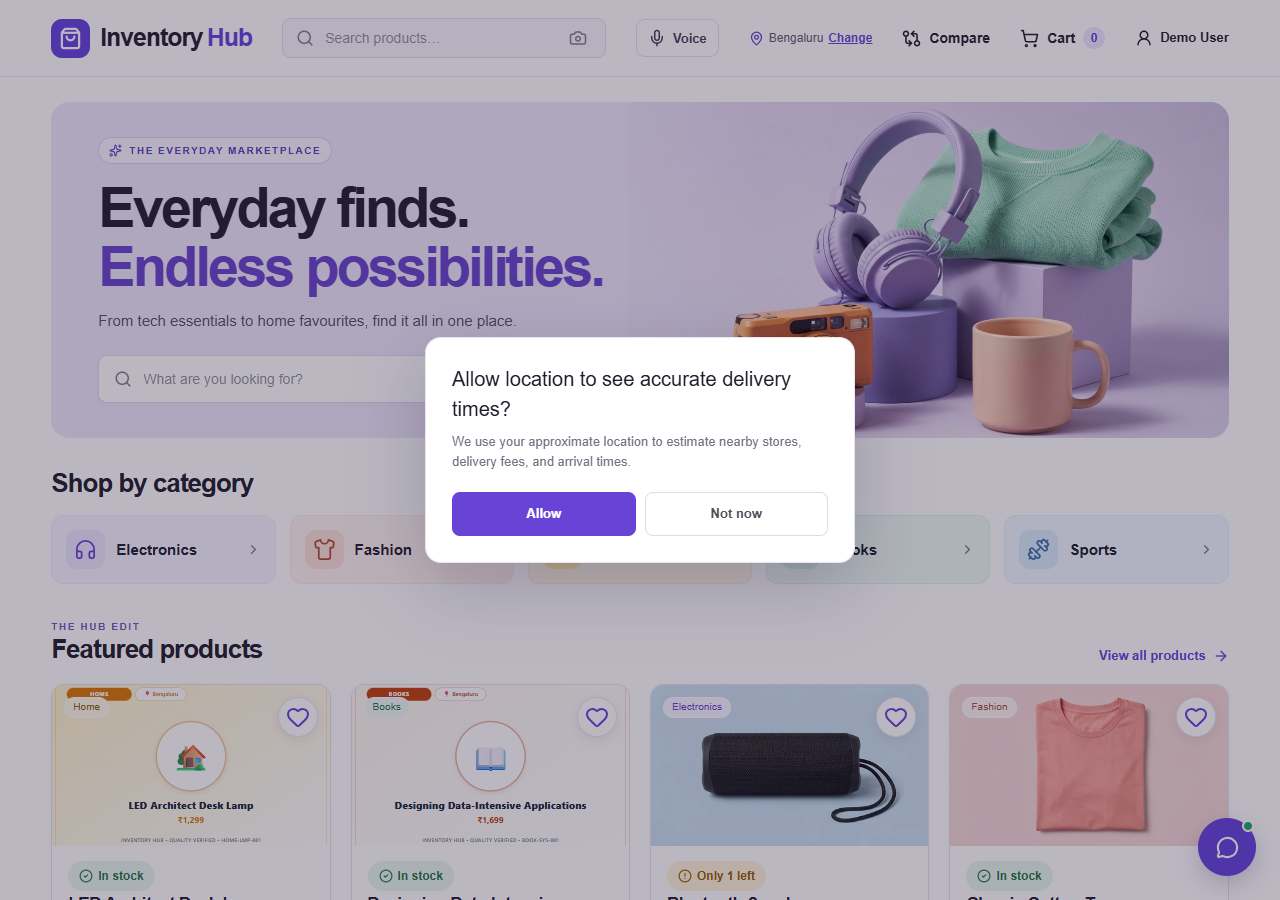 Inventory Hub
Search products...
Voice
Bengaluru Change
Compare
Cart 0
Demo User
THE EVERYDAY MARKETPLACE
Everyday finds.
Endless possibilities.
From tech essentials to home favourites, find it all in one place.
What are you looking for?
Allow location to see accurate delivery
times?
We use your approximate location to estimate nearby stores,
delivery fees, and arrival times.
Allow
Not now
Shop by category
Electronics
Fashion
oks
Sports
THE HUB EDIT
Featured products
View all products
HOME
Bengaluru
Home
LED Architect Desk Lamp
₹1,299
INVENTORY HUB • QUALITY VERIFIED • HOME-LMP-001
In stock
BOOKS
Bengaluru
Books
Designing Data-Intensive Applications
₹1,699
INVENTORY HUB • QUALITY VERIFIED • BOOK-SYS-001
In stock
Electronics
Only 1 left
Fashion
In stock